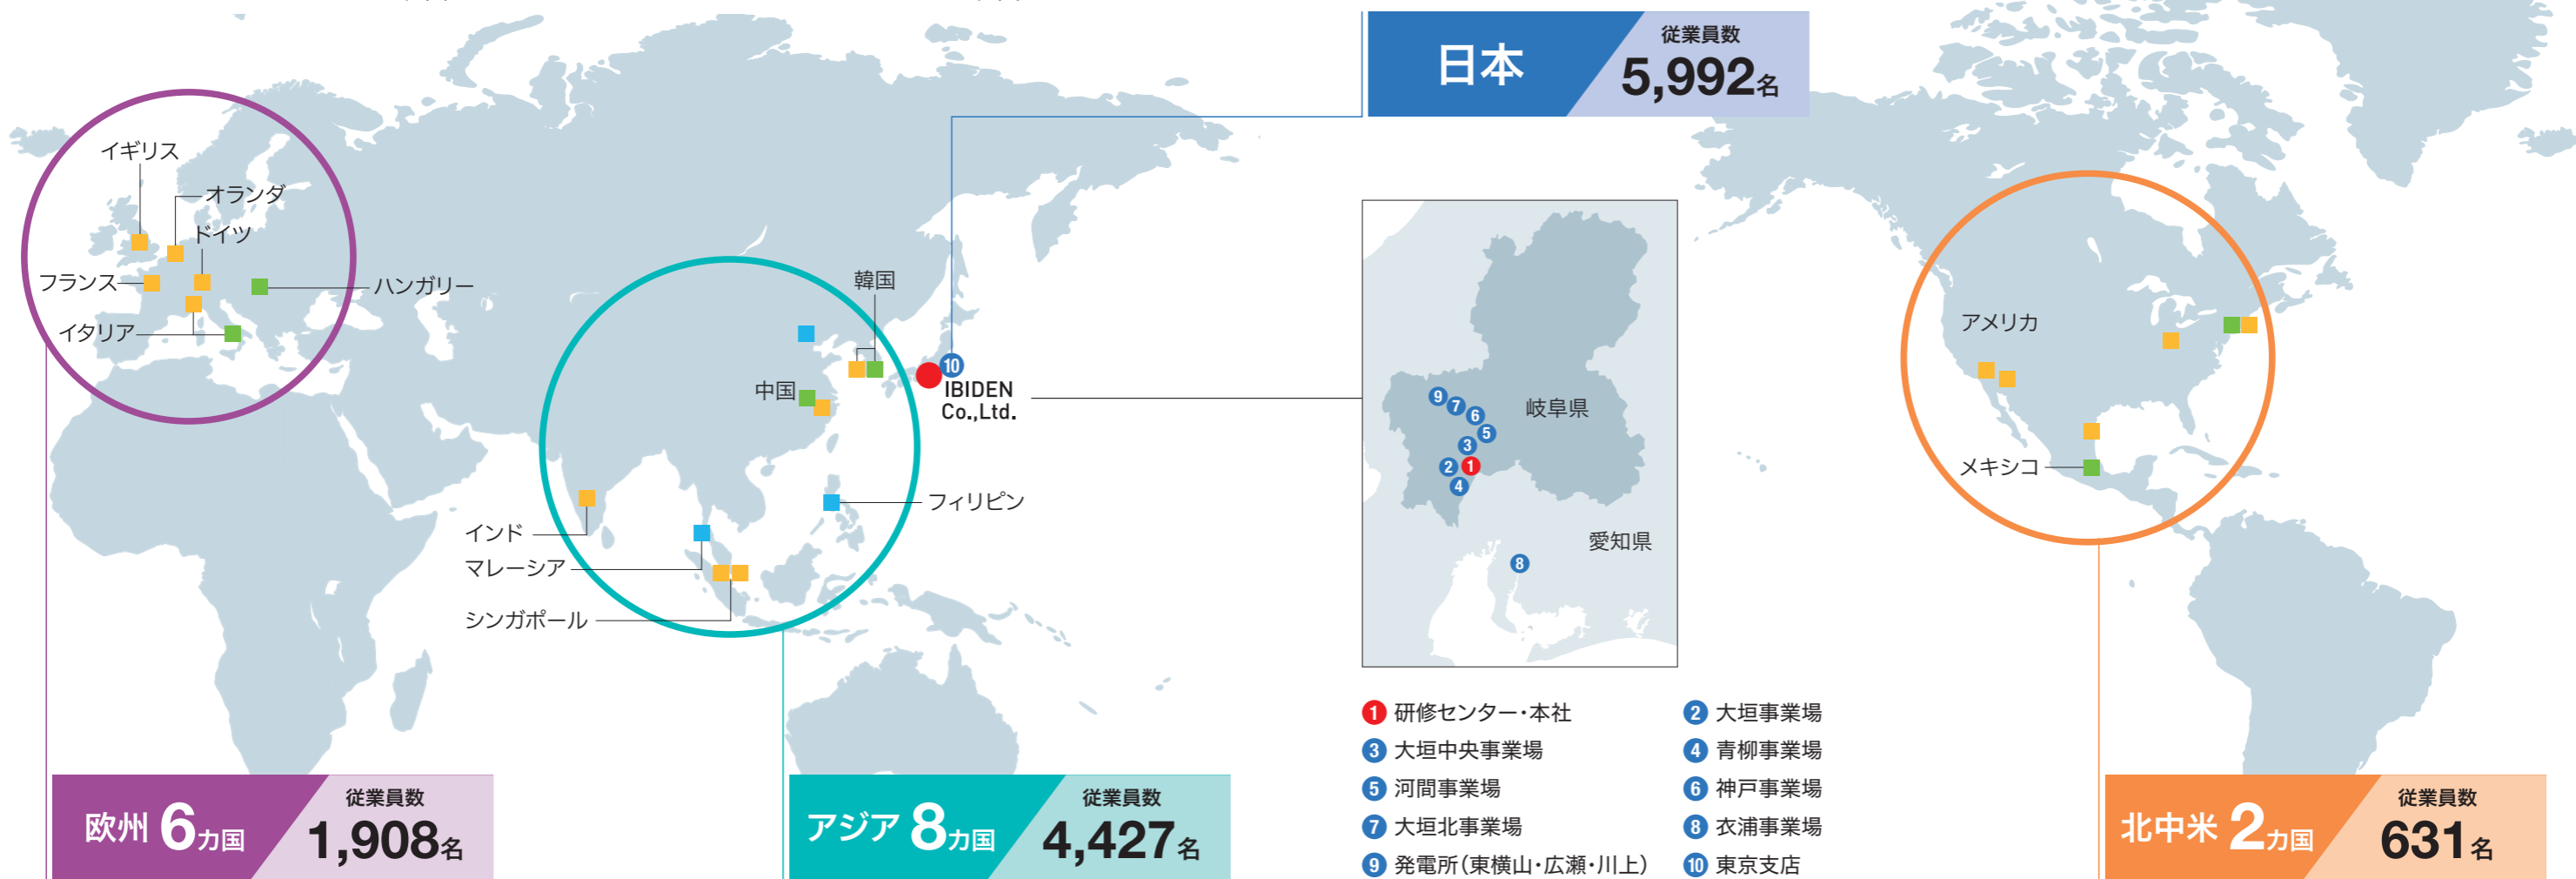 日本
従業員数
5,992名
イギリス
オランダ
ドイツ
フランス
ハンガリー
イタリア
韓国
中国
10
IBIDEN
Co.,Ltd.
インド
マレーシア
シンガポール
フィリピン
岐阜県
愛知県
9
7
6
5
3
2
1
4
8
アメリカ
メキシコ
1 研修センター・本社
2 大垣事業場
3 大垣中央事業場
4 青柳事業場
5 河間事業場
6 神戸事業場
7 大垣北事業場
8 衣浦事業場
9 発電所(東横山・広瀬・川上)
10 東京支店
欧州 6カ国
従業員数
1,908名
アジア 8カ国
従業員数
4,427名
北中米 2カ国
従業員数
631名